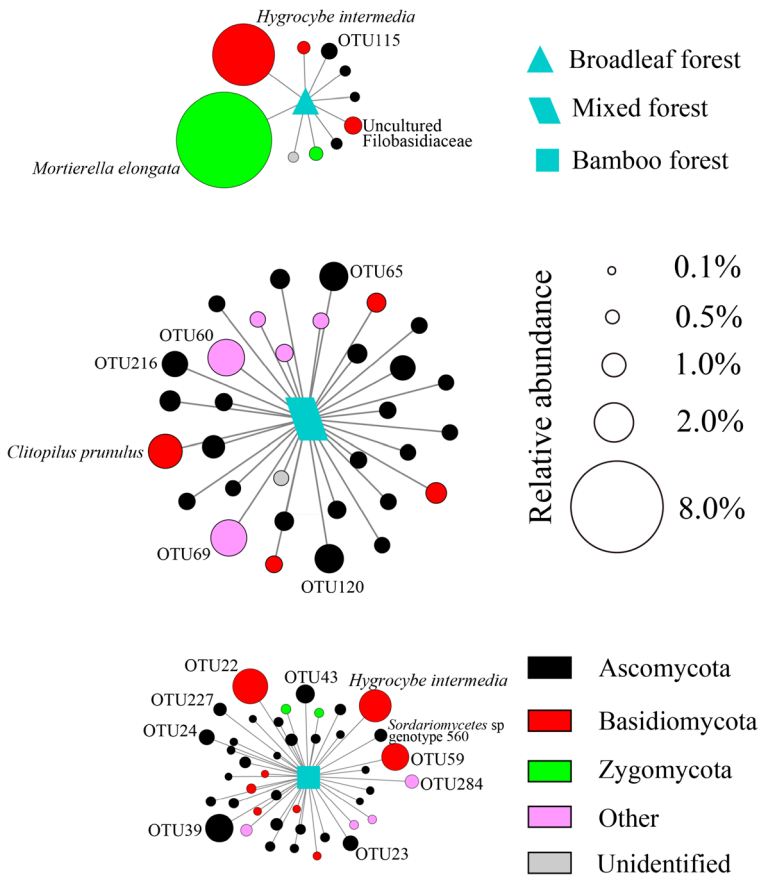 Hygrocybe intermedia
OTU115
Uncultured
Filobasidiaceae
Mortierella elongata
Broadleaf forest
Mixed forest
Bamboo forest
OTU65
OTU60
OTU216
Clitopilus prunulus
OTU69
OTU120
Relative abundance
0.1%
0.5%
1.0%
2.0%
8.0%
OTU22
OTU43
Hygrocybe intermedia
OTU227
Sordariomycetes sp
genotype 560
OTU24
OTU59
OTU284
OTU39
OTU23
Ascomycota
Basidiomycota
Zygomycota
Other
Unidentified